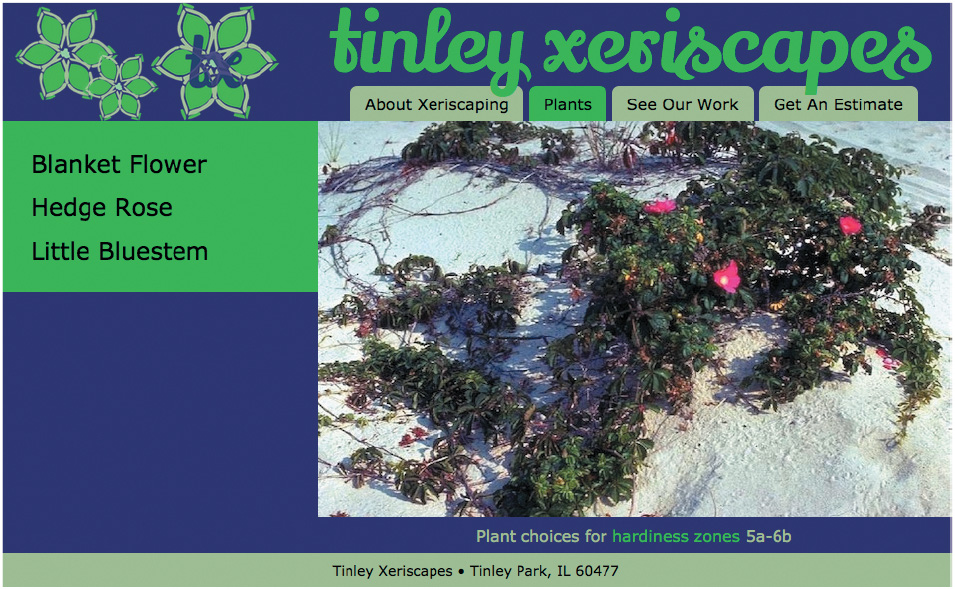 tx
tinley xeriscapes
About Xeriscaping
Plants
See Our Work
Get An Estimate
Blanket Flower
Hedge Rose
Little Bluestem
Plant choices for hardiness zones 5a-6b
Tinley Xeriscapes • Tinley Park, IL 60477